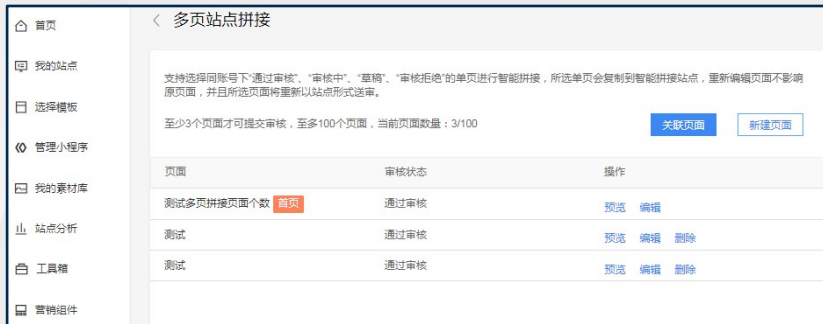 首页
我的站点
选择模板
管理小程序
我的素材库
站点分析
工具箱
营销组件
多页站点拼接
支持选择同账号下“通过审核”、“审核中”、“草稿”、“审核拒绝”的单页进行智能拼接，所选单页会复制到智能拼接站点，重新编辑页面不影响
原页面，并且所选页面将重新以站点形式送审。
至少3个页面才可提交审核，至多100个页面，当前页面数量：3/100
关联页面 新建页面
页面 审核状态 操作
测试多页拼接页面个数 首页 通过审核 预览 编辑
测试 通过审核 预览 编辑 删除
测试 通过审核 预览 编辑 删除